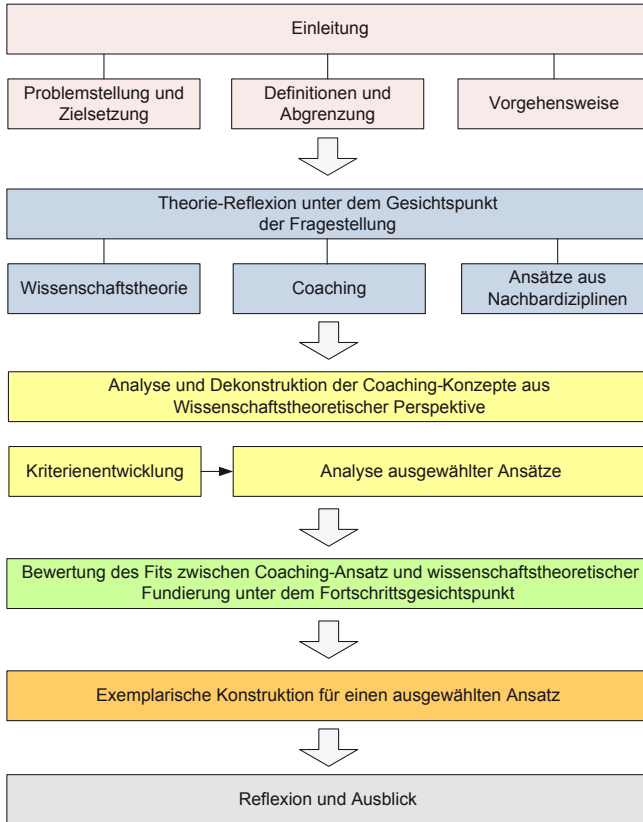 Einleitung
Problemstellung und
Zielsetzung
Definitionen und
Abgrenzung
Vorgehensweise
Theorie-Reflexion unter dem Gesichtspunkt
der Fragestellung
Wissenschaftstheorie
Coaching
Ansätze aus
Nachbardiziplinen
Analyse und Dekonstruktion der Coaching-Konzepte aus
Wissenschaftstheoretischer Perspektive
Kriterienentwicklung
Analyse ausgewählter Ansätze
Bewertung des Fits zwischen Coaching-Ansatz und wissenschaftstheoretischer
Fundierung unter dem Fortschrittsgesichtspunkt
Exemplarische Konstruktion für einen ausgewählten Ansatz
Reflexion und Ausblick